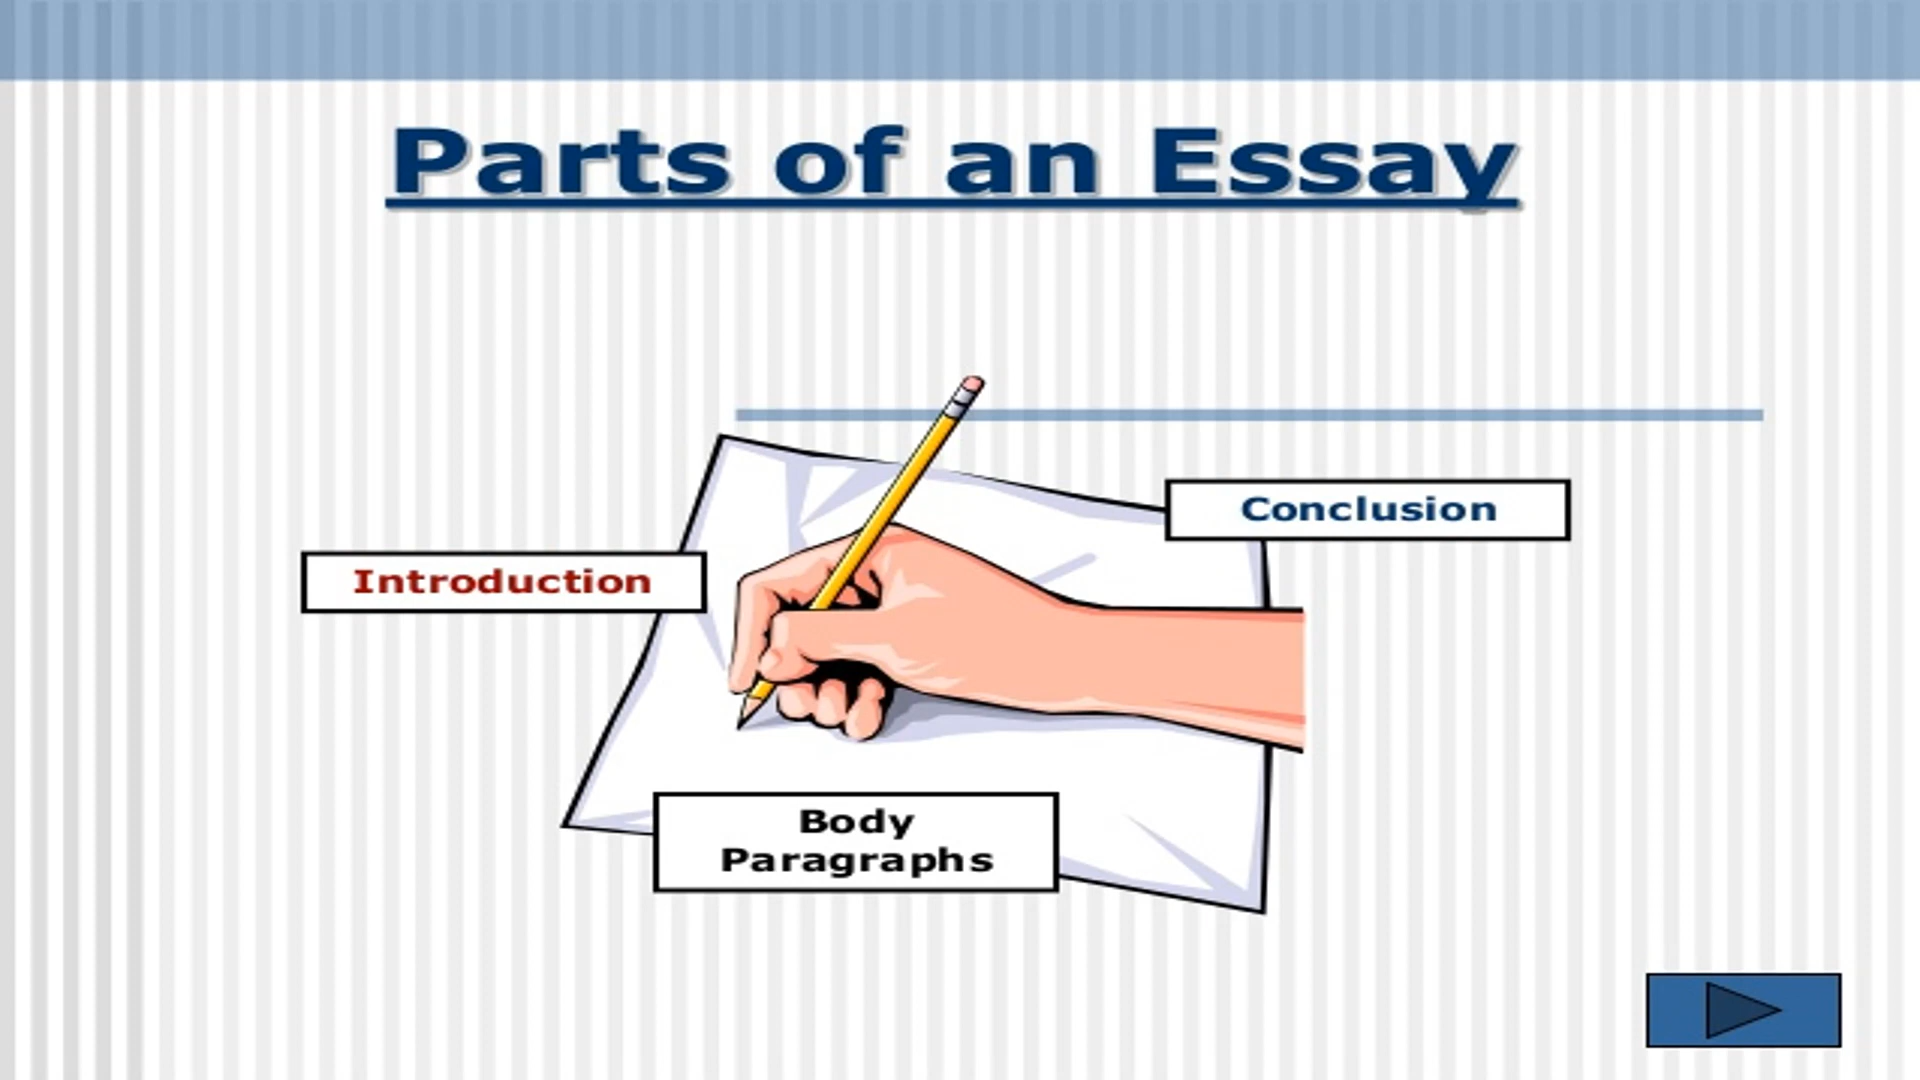 Parts of an Essay
Conclusion
Introduction
Body
Paragraphs